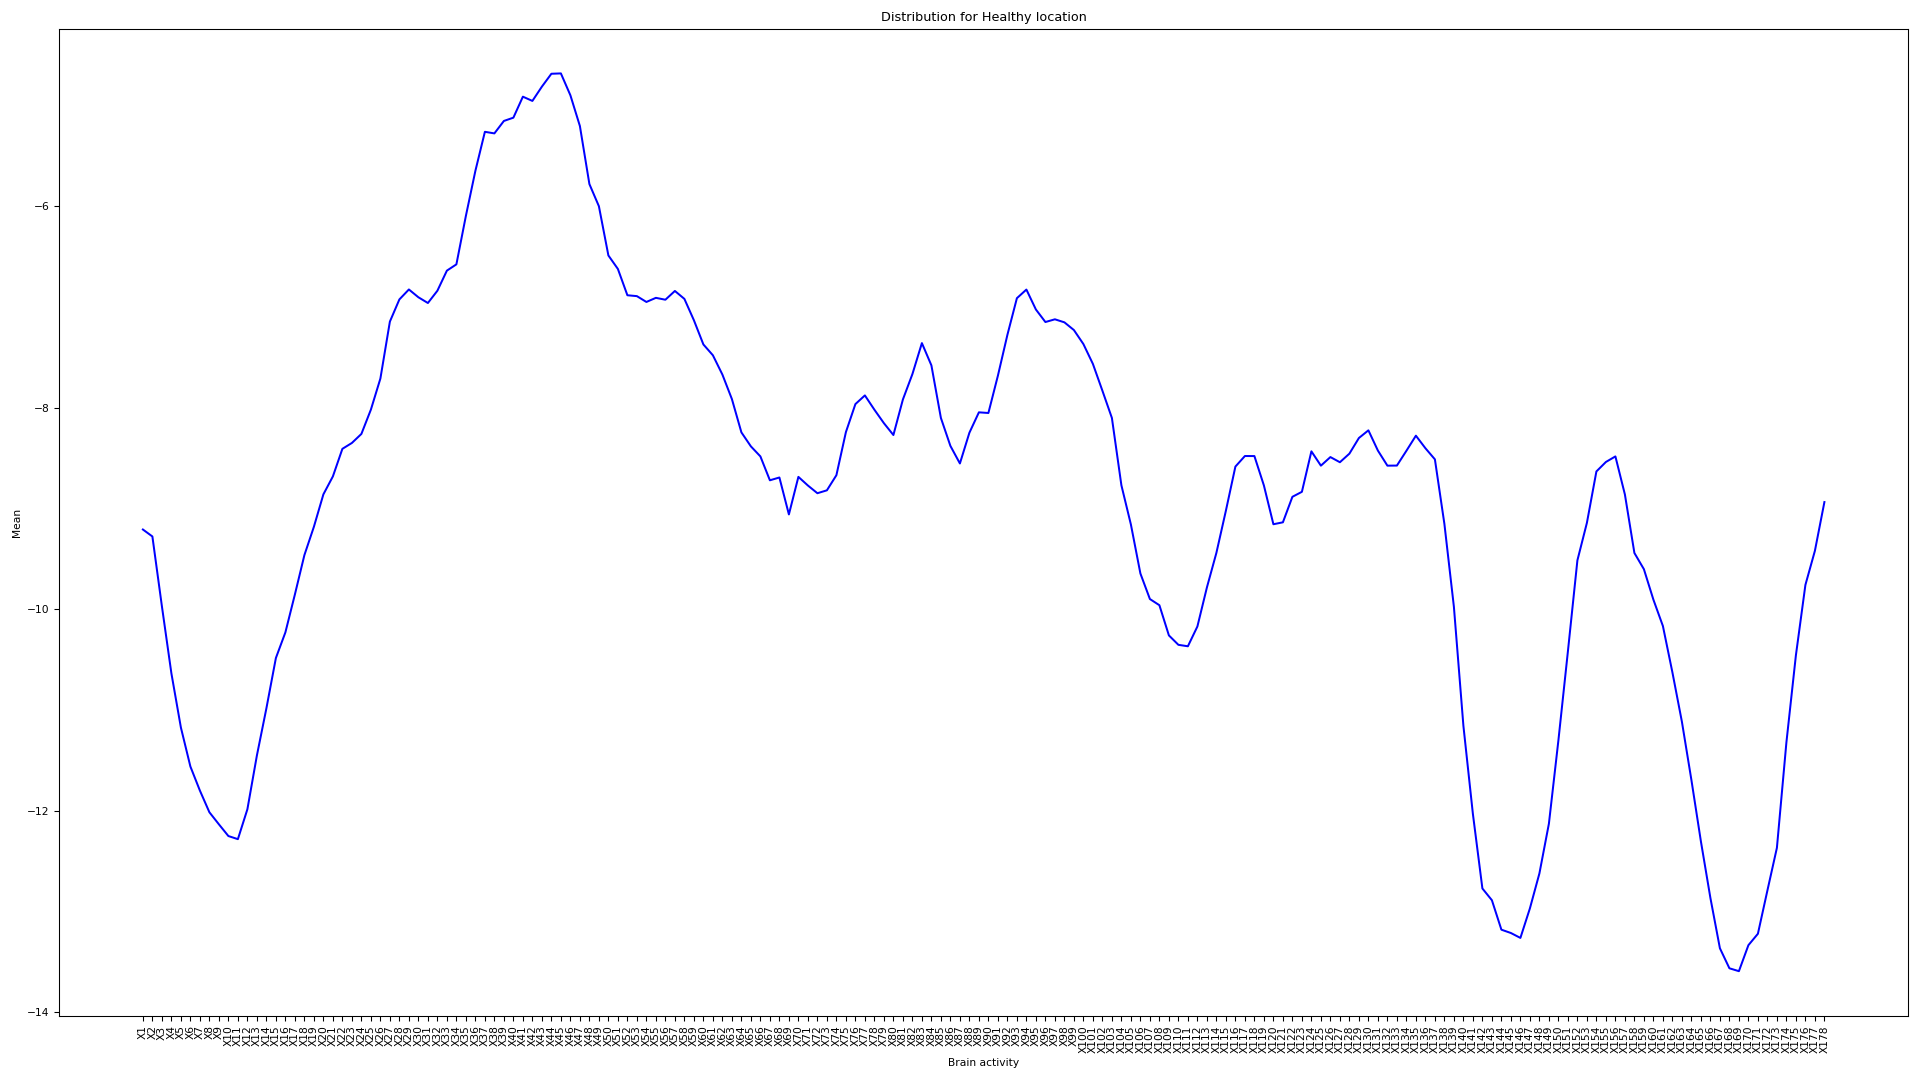 Distribution for Healthy location
Mean
−6
−8
−10
−12
−14
X1 X2 X3 X4 X5 X6 X7 X8 X9 X10 X11 X12 X13 X14 X15 X16 X17 X18 X19 X20 X21 X22 X23 X24 X25 X26 X27 X28 X29 X30 X31 X32 X33 X34 X35 X36 X37 X38 X39 X40 X41 X42 X43 X44 X45 X46 X47 X48 X49 X50 X51 X52 X53 X54 X55 X56 X57 X58 X59 X60 X61 X62 X63 X64 X65 X66 X67 X68 X69 X70 X71 X72 X73 X74 X75 X76 X77 X78 X79 X80 X81 X82 X83 X84 X85 X86 X87 X88 X89 X90 X91 X92 X93 X94 X95 X96 X97 X98 X99 X100 X101 X102 X103 X104 X105 X106 X107 X108 X109 X110 X111 X112 X113 X114 X115 X116 X117 X118 X119 X120 X121 X122 X123 X124 X125 X126 X127 X128 X129 X130 X131 X132 X133 X134 X135 X136 X137 X138 X139 X140 X141 X142 X143 X144 X145 X146 X147 X148 X149 X150 X151 X152 X153 X154 X155 X156 X157 X158 X159 X160 X161 X162 X163 X164 X165 X166 X167 X168 X169 X170 X171 X172 X173 X174 X175 X176 X177 X178
Brain activity